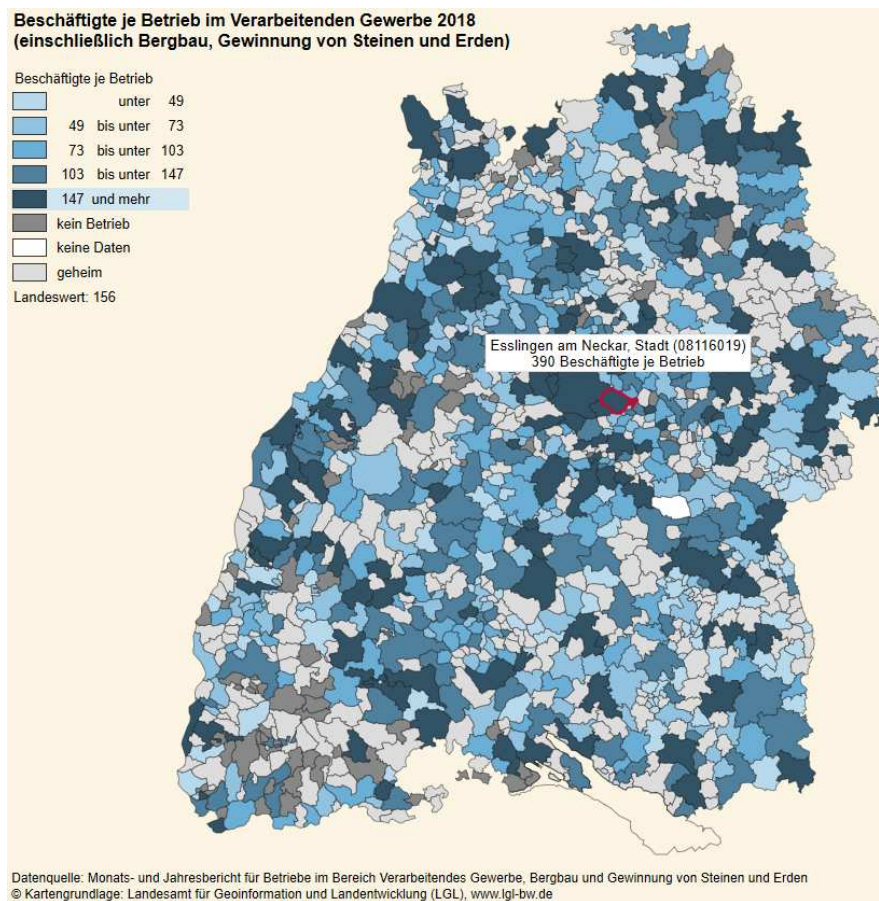 Beschäftigte je Betrieb im Verarbeitenden Gewerbe 2018
(einschließlich Bergbau, Gewinnung von Steinen und Erden)
Beschäftigte je Betrieb
unter 49
49 bis unter 73
73 bis unter 103
103 bis unter 147
147 und mehr
kein Betrieb
keine Daten
geheim
Landeswert: 156
Esslingen am Neckar, Stadt (08116019)
390 Beschäftigte je Betrieb
Datenquelle: Monats- und Jahresbericht für Betriebe im Bereich Verarbeitendes Gewerbe, Bergbau und Gewinnung von Steinen und Erden
© Kartengrundlage: Landesamt für Geoinformation und Landentwicklung (LGL), www.lgl-bw.de